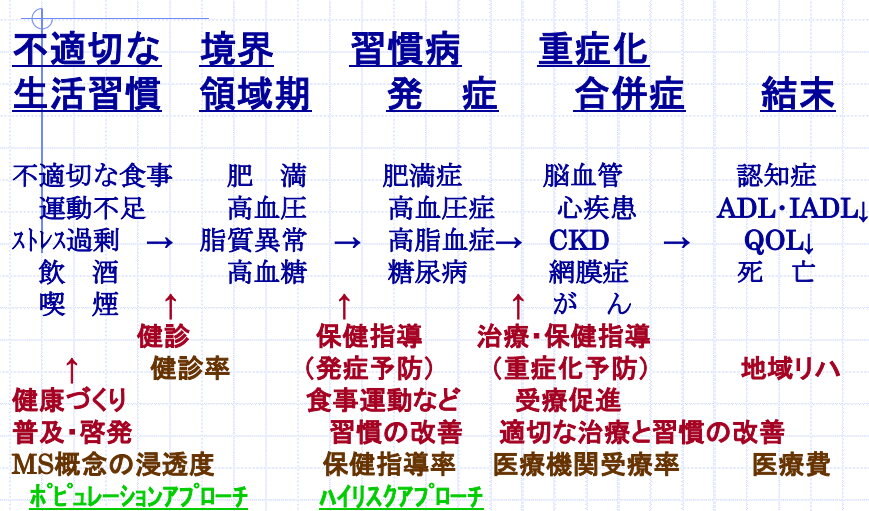 不適切な 境界 習慣病 重症化
生活習慣 領域期 発 症 合併症 結末
不適切な食事 肥 満 肥満症 脳血管 認知症
運動不足 高血圧 高血圧症 心疾患 ADL・IADL↓
ｽﾄﾚｽ過剰 → 脂質異常 → 高脂血症→ CKD → QOL↓
飲 酒 高血糖 糖尿病 網膜症 死 亡
喫 煙 ↑ ↑ ↑ が ん
健診 保健指導 治療・保健指導
↑ 健診率 （発症予防） （重症化予防） 地域リハ
健康づくり 食事運動など 受療促進
普及・啓発 習慣の改善 適切な治療と習慣の改善
MS概念の浸透度 保健指導率 医療機関受療率 医療費
ﾎﾟﾋﾟｭﾚｰｼｮﾝｱﾌﾟﾛｰﾁ ﾊｲﾘｽｸｱﾌﾟﾛｰﾁ